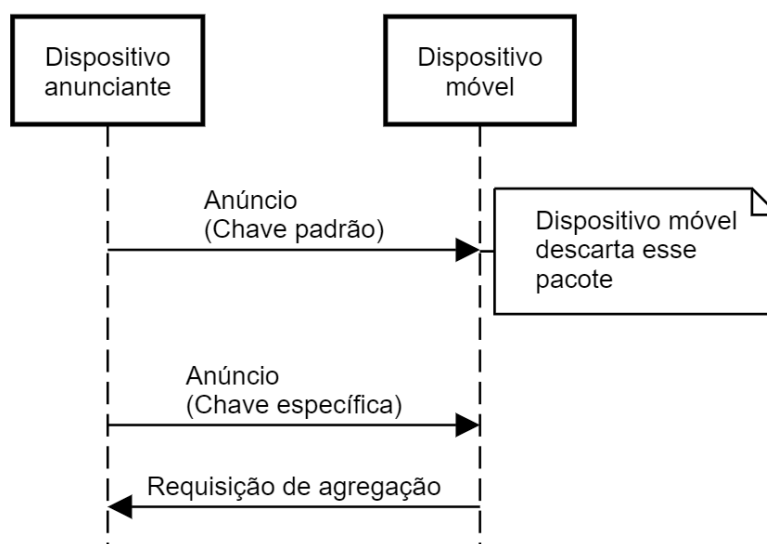 Dispositivo
anunciante
Dispositivo
móvel
Anúncio
(Chave padrão)
Dispositivo móvel
descarta esse
pacote
Anúncio
(Chave específica)
Requisição de agregação